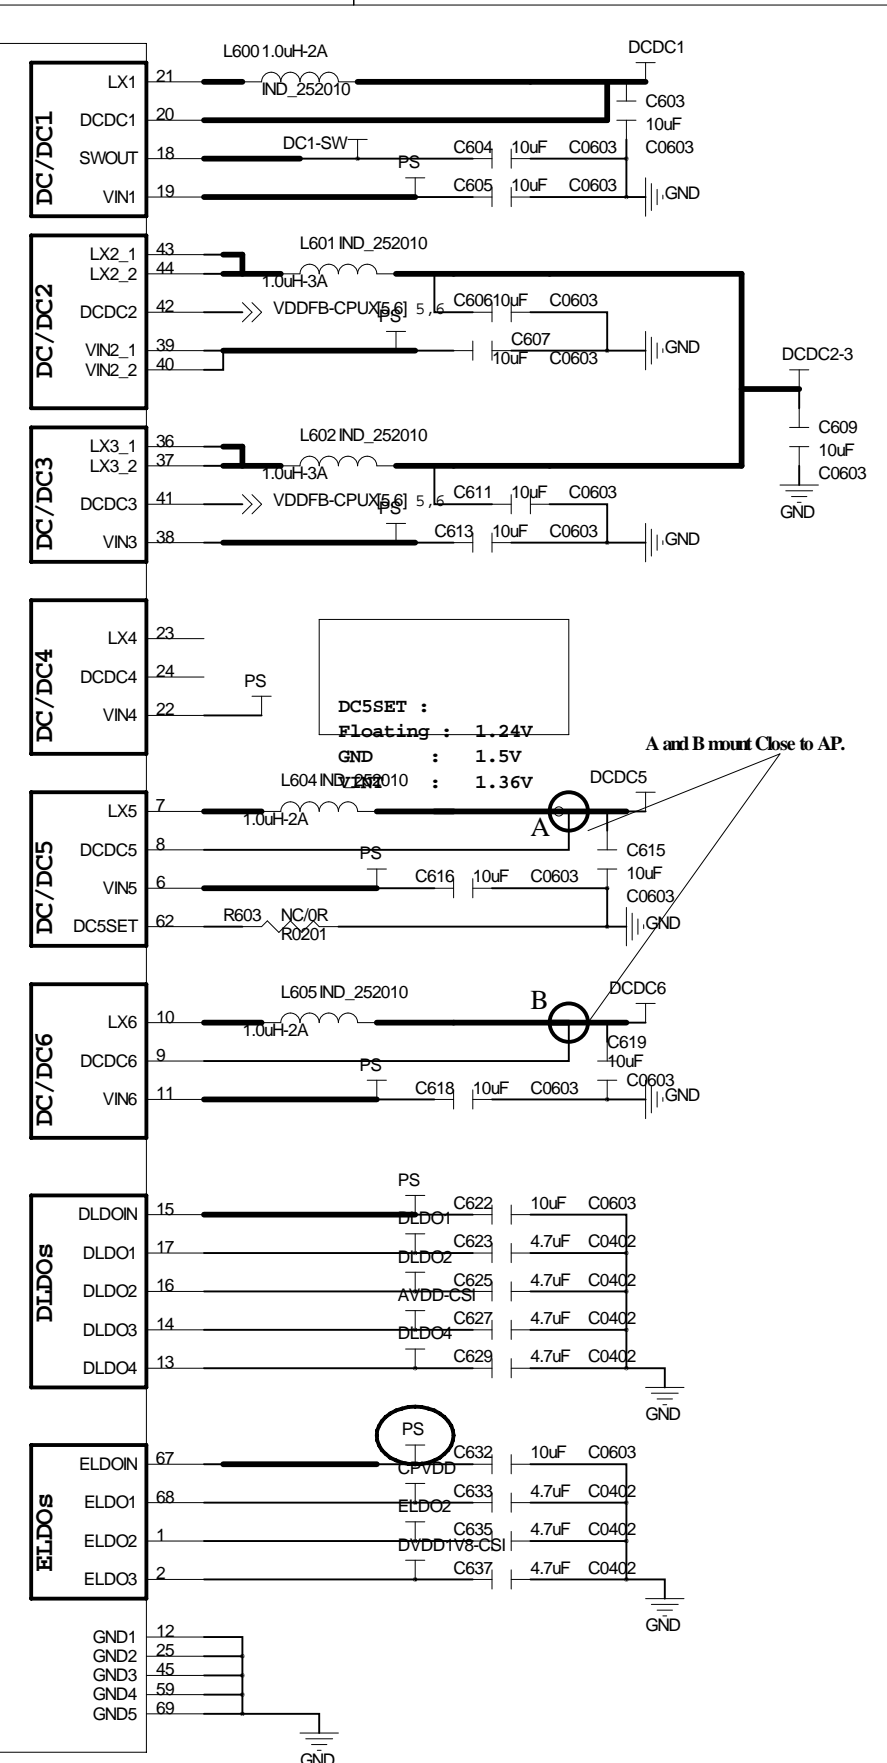 L600 1.0uH-2A
DCDC1
LX1 21
IND_252010
C603
DC/DC1
DCDC1 20
10uF
SWOUT 18
DC1-SW
C604 10uF C0603
C0603
PS
VIN1 19
C605 10uF C0603
GND
LX2_1 43
L601 IND_252010
LX2_2 44
1.0uH-3A
DC/DC2
DCDC2 42
VDDFB-CPUX[5,6] 5,6
C606 10uF C0603
PS
VIN2_1 39
C607
GND
VIN2_2 40
10uF C0603
DCDC2-3
C609
10uF
C0603
GND
LX3_1 36
L602 IND_252010
LX3_2 37
1.0uH-3A
DC/DC3
DCDC3 41
VDDFB-CPUX[5,6] 5,6
C611 10uF C0603
PS
VIN3 38
C613 10uF C0603
GND
DC/DC4
LX4 23
DCDC4 24
PS
VIN4 22
DC5SET :
Floating : 1.24V
GND : 1.5V
VINT : 1.36V
A and B mount Close to AP.
L604 IND_252010
DCDC5
LX5 7
1.0uH-2A
A
DC/DC5
DCDC5 8
C615
PS
VIN5 6
C616 10uF C0603
10uF
C0603
DC5SET 62
R603 NC/0R
R0201
GND
L605 IND_252010
B
DCDC6
LX6 10
1.0uH-2A
C619
DC/DC6
DCDC6 9
10uF
PS
C0603
VIN6 11
C618 10uF C0603
GND
PS
DLDOs
DLDOIN 15
C622 10uF C0603
DLDO1
DLDO1 17
C623 4.7uF C0402
DLDO2
DLDO2 16
C625 4.7uF C0402
AVDD-CSI
DLDO3 14
C627 4.7uF C0402
DLDO4
DLDO4 13
C629 4.7uF C0402
GND
PS
ELDOs
ELDOIN 67
C632 10uF C0603
CPVDD
ELDO1 68
C633 4.7uF C0402
ELDO2
ELDO2 1
C635 4.7uF C0402
DVDD1V8-CSI
ELDO3 2
C637 4.7uF C0402
GND
GND1 12
GND2 25
GND3 45
GND4 59
GND5 69
GND